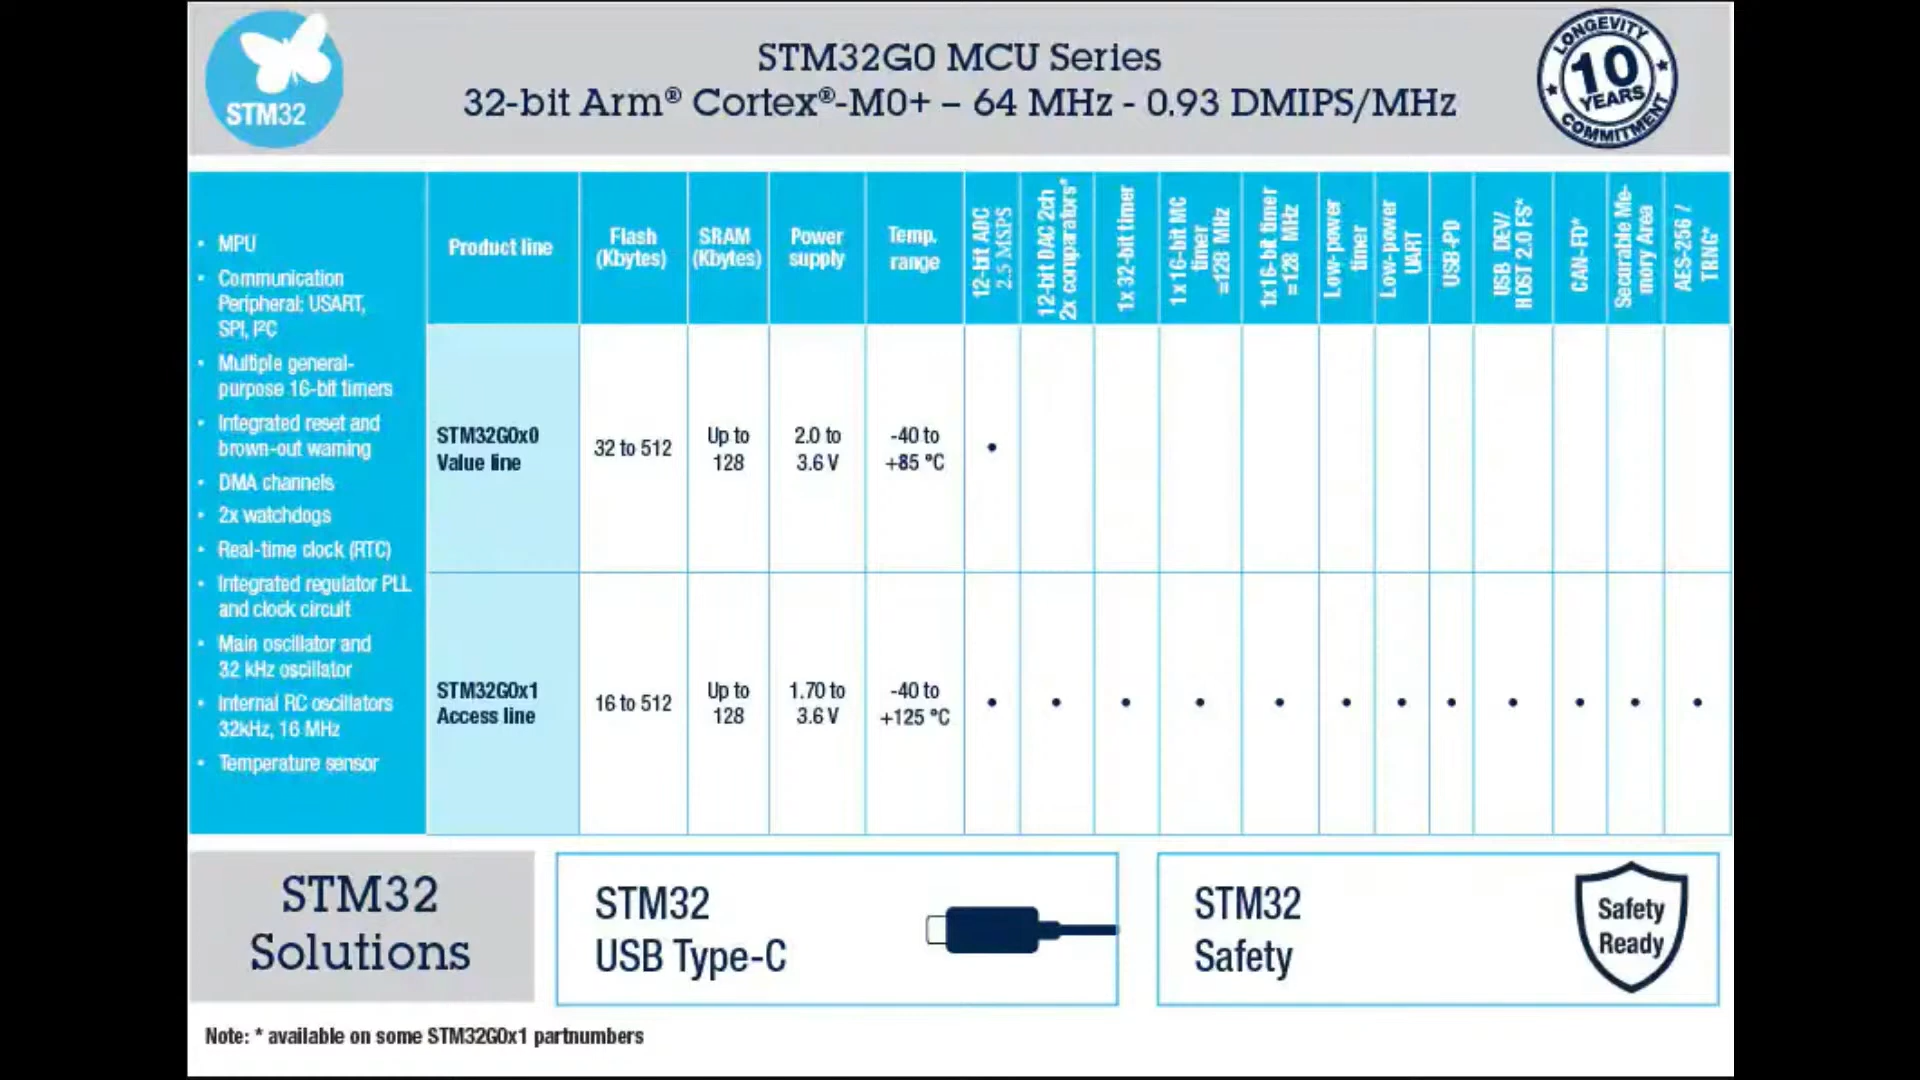 STM32
STM32G0 MCU Series
32-bit Arm® Cortex®-M0+ – 64 MHz - 0.93 DMIPS/MHz
LONGEVITY
10
YEARS
COMMITMENT
• MPU
• Communication
Peripheral: USART,
SPI, I²C
• Multiple general-
purpose 16-bit timers
• Integrated reset and
brown-out warning
• DMA channels
• 2x watchdogs
• Real-time clock (RTC)
• Integrated regulator PLL
and clock circuit
• Main oscillator and
32 kHz oscillator
• Internal RC oscillators
32kHz, 16 MHz
• Temperature sensor
Product line
Flash
(Kbytes)
SRAM
(Kbytes)
Power
supply
Temp.
range
12-bit ADC
2.5 MSPS
12-bit DAC 2ch
2x comparators*
1x 32-bit timer
1x16-bit MC
timer
=128 MHz
1x16-bit timer
=128 MHz
Low-power
timer
Low-power
UART
USB-PD
USB DEV/
HOST 2.0 FS*
CAN-FD*
Securable Me-
mory Area
AES-256 /
TRNG*
STM32G0x0
Value line
32 to 512
Up to
128
2.0 to
3.6 V
-40 to
+85 °C
•
STM32G0x1
Access line
16 to 512
Up to
128
1.70 to
3.6 V
-40 to
+125 °C
• • • • • • • • • • • •
STM32
Solutions
STM32
USB Type-C
STM32
Safety
Safety
Ready
Note: * available on some STM32G0x1 partnumbers